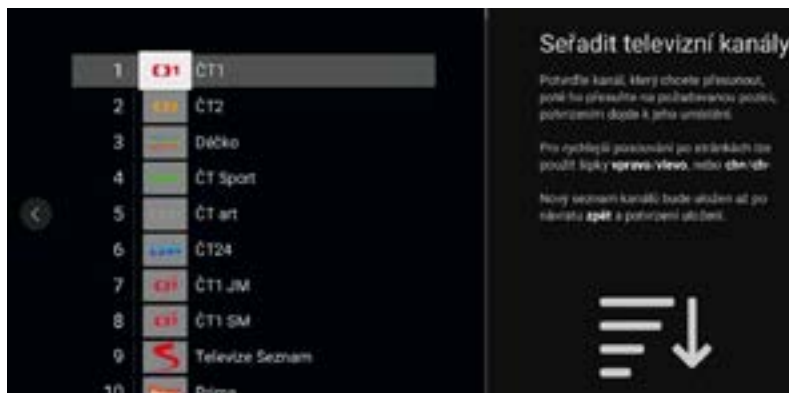 Seřadit televizní kanály
Potvrďte kanál, který chcete přesunout,
poté ho přesuňte na požadovanou pozici,
potvrzením dojde k jeho umístění.
Pro rychlejší posouvání po stránkách lze
použít šipky vpravo/vlevo, nebo
Nový seznam kanálů bude uložen až po
návratu zpět a potvrzení uložení.
1 ČT1
2 ČT2
3 Déčko
4 ČT Sport
5 ČT art
6 ČT24
7 ČT1 JM
8 ČT1 SM
9 Televize Seznam
10 Prima